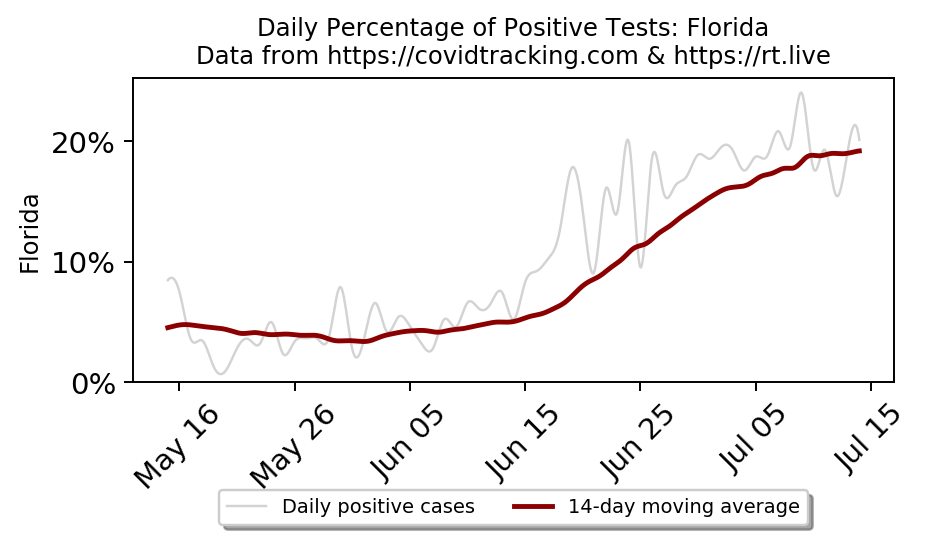 Daily Percentage of Positive Tests: Florida
Data from https://covidtracking.com & https://rt.live
Florida
20%
10%
0%
May 16
May 26
Jun 05
Jun 15
Jun 25
Jul 05
Jul 15
Daily positive cases
14-day moving average